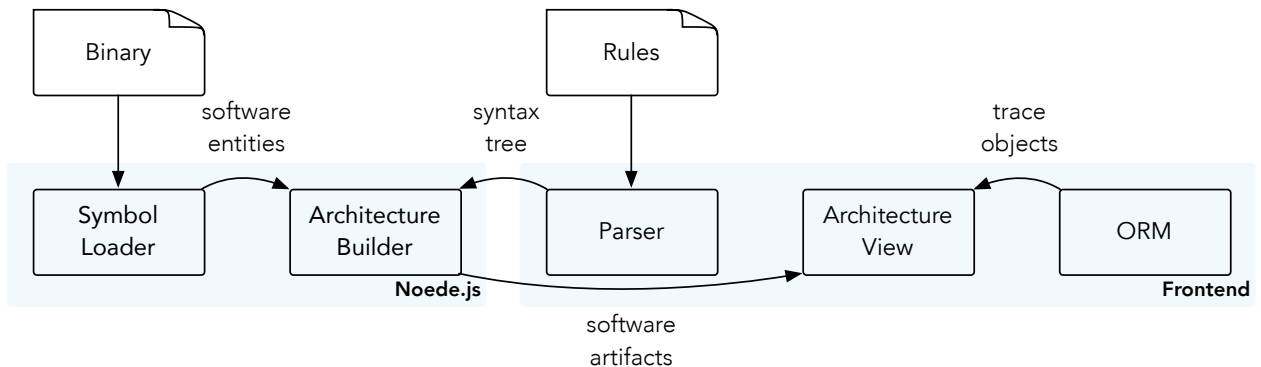 Binary
Rules
software
entities
syntax
tree
trace
objects
Symbol
Loader
Architecture
Builder
Parser
Architecture
View
ORM
Noede.js
Frontend
software
artifacts